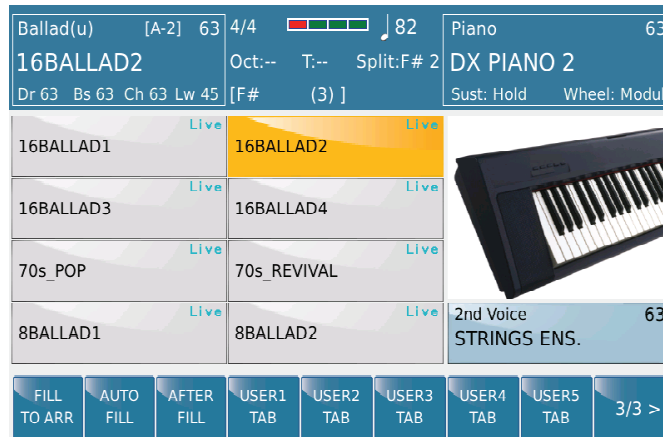 Ballad(u) [A-2] 63
16BALLAD2
Dr 63 Bs 63 Ch 63 Lw 45
4/4 82
Oct:-- T:-- Split:F# 2
[F# (3) ]
Piano 63
DX PIANO 2
Sust: Hold Wheel: Modul
Live
16BALLAD1
Live
16BALLAD2
Live
16BALLAD3
Live
16BALLAD4
Live
70s_POP
Live
70s_REVIVAL
Live
8BALLAD1
Live
8BALLAD2
2nd Voice 63
STRINGS ENS.
FILL
TO ARR
AUTO
FILL
AFTER
FILL
USER1
TAB
USER2
TAB
USER3
TAB
USER4
TAB
USER5
TAB
3/3 >